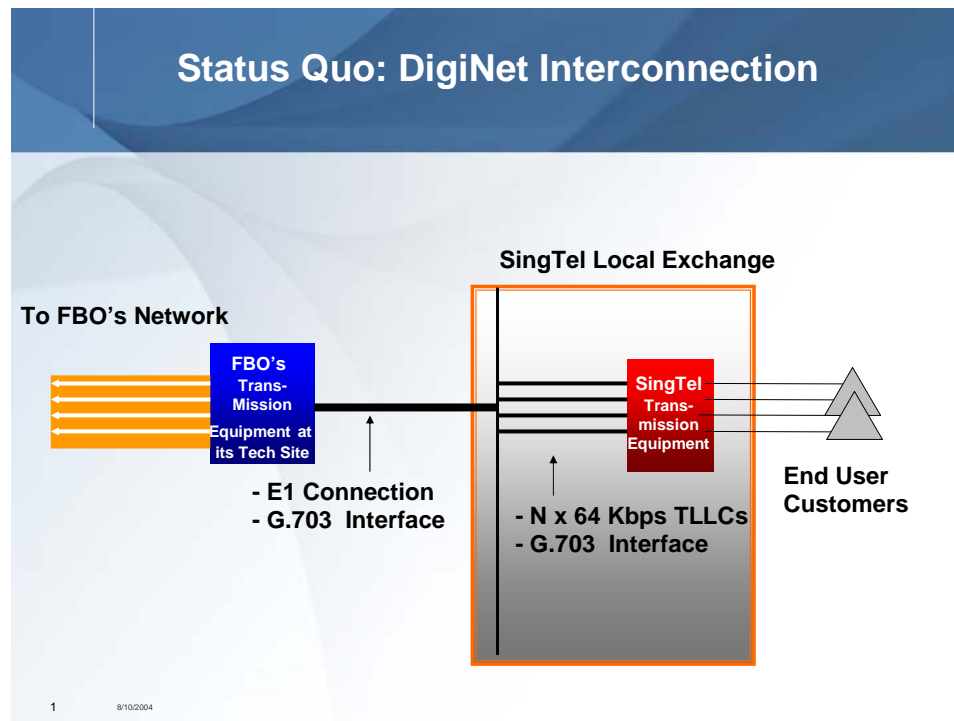 Status Quo: DigiNet Interconnection
SingTel Local Exchange
To FBO's Network
FBO's
Trans-
Mission
Equipment at
its Tech Site
SingTel
Trans-
mission
Equipment
- E1 Connection
- G.703 Interface
- N x 64 Kbps TLLCs
- G.703 Interface
End User
Customers
1
8/10/2004